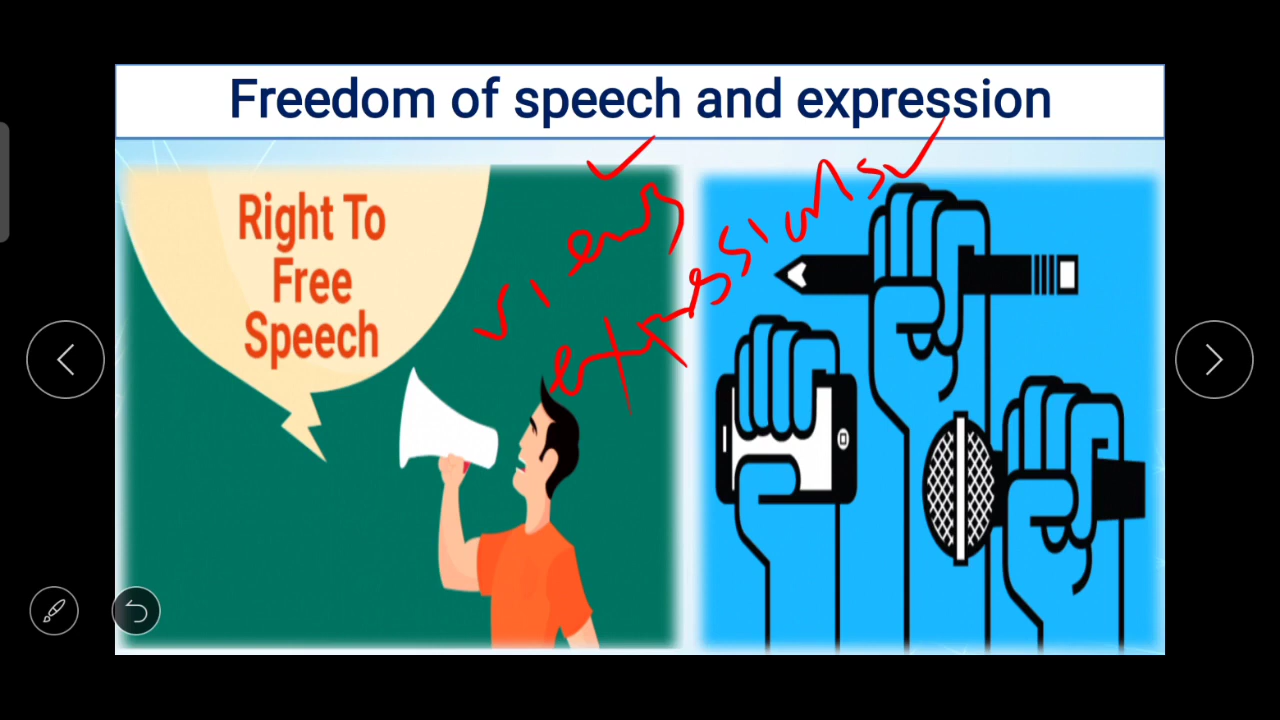 Freedom of speech and expression
Right To
Free
Speech
views
expressions